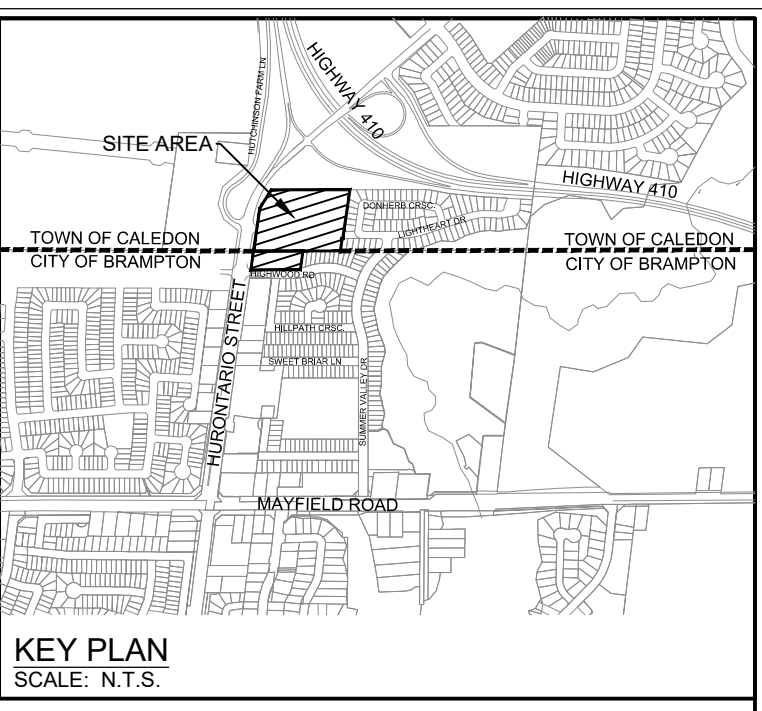 HUTCHINSON FARM LN
HIGHWAY 410
SITE AREA
HIGHWAY 410
DONHERB CRSC.
LIGHTHEART DR
TOWN OF CALEDON
TOWN OF CALEDON
CITY OF BRAMPTON
CITY OF BRAMPTON
HIGHWOOD RD
HURONTARIO STREET
HILLPATH CRSC.
SWEET BRIAR LN
SUMMER VALLEY DR
MAYFIELD ROAD
KEY PLAN
SCALE: N.T.S.